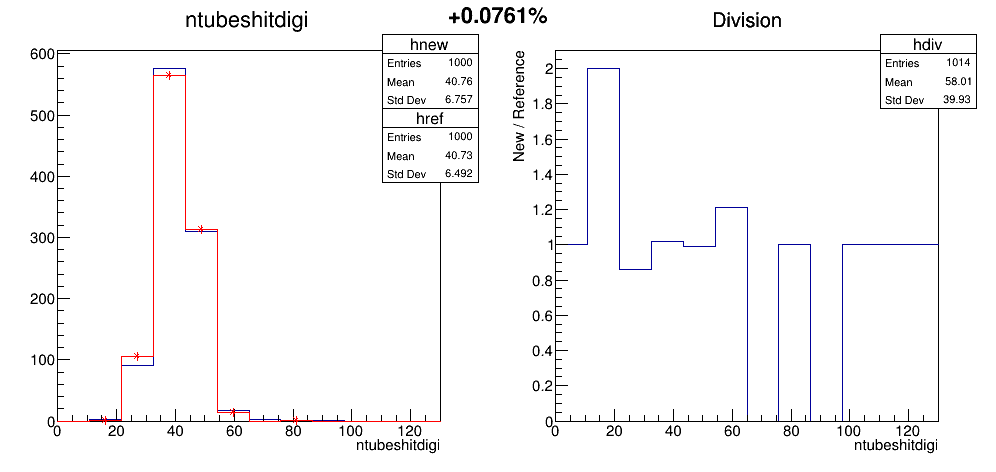 +0.0761%
ntubeshitdigi
hnew
Entries 1000
Mean 40.76
Std Dev 6.757
href
Entries 1000
Mean 40.73
Std Dev 6.492
600
500
400
300
200
100
0
0 20 40 60 80 100 120
ntubeshitdigi
Division
hdiv
Entries 1014
Mean 58.01
Std Dev 39.93
New / Reference
2
1.8
1.6
1.4
1.2
1
0.8
0.6
0.4
0.2
0
0 20 40 60 80 100 120
ntubeshitdigi